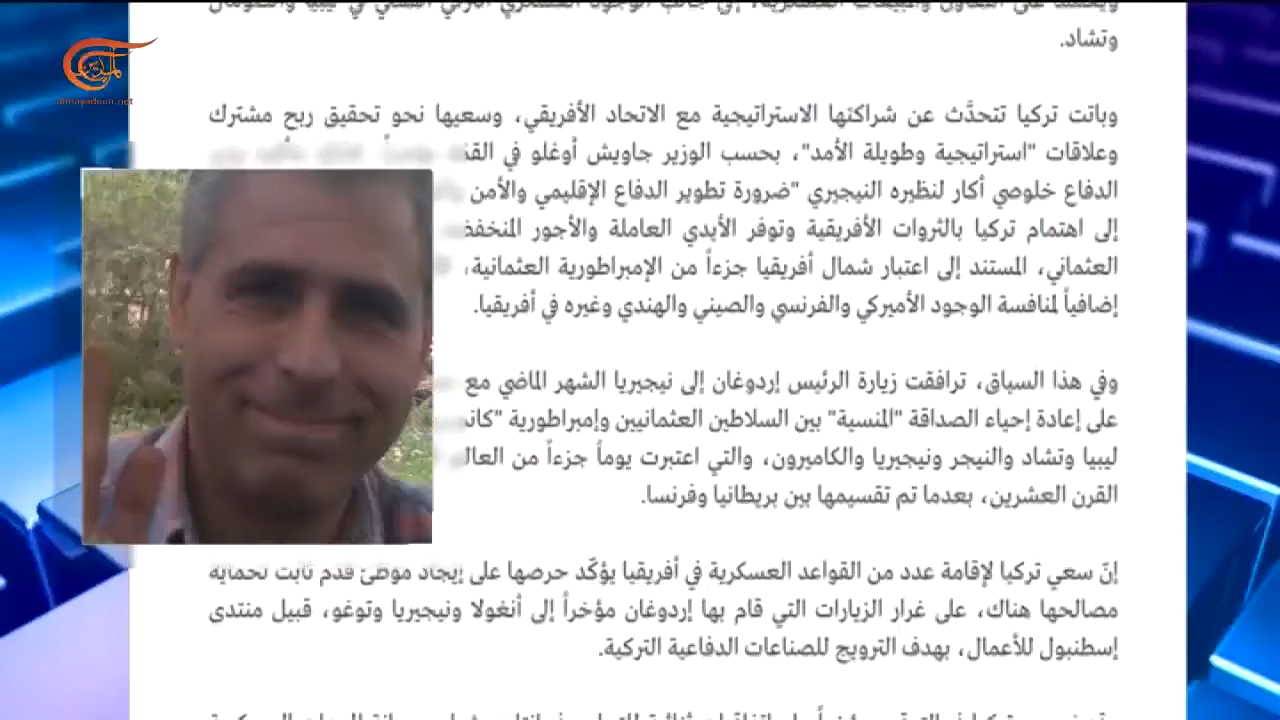 الميادين
almayadeen.net
وتشاد.
وباتت تركيا تتحدَّث عن شراكتها الاستراتيجية مع الاتحاد الأفريقي، وسعيها نحو تحقيق ربح مشترك
وعلاقات "استراتيجية وطويلة الأمد"، بحسب الوزير جاويش أوغلو في
الدفاع خلوصي أكار لنظيره النيجيري "ضرورة تطوير الدفاع الإقليمي والأمن
إلى اهتمام تركيا بالثروات الأفريقية وتوفر الأيدي العاملة والأجور
العثماني، المستند إلى اعتبار شمال أفريقيا جزءاً من الإمبراطورية العثمانية،
إضافياً لمنافسة الوجود الأميركي والفرنسي والصيني والهندي وغيره في أفريقيا.
وفي هذا السياق، ترافقت زيارة الرئيس إردوغان إلى نيجيريا الشهر الماضي مع
على إعادة إحياء الصداقة "المنسية" بين السلاطين العثمانيين وإمبراطورية
ليبيا وتشاد والنيجر ونيجيريا والكاميرون، والتي اعتبرت يوماً جزءاً من
القرن العشرين، بعدما تم تقسيمها بين بريطانيا وفرنسا.
إنّ سعي تركيا لإقامة عدد من القواعد العسكرية في أفريقيا يؤكّد حرصها على إيجاد موطئ قدم ثابت لحماية
مصالحها هناك، على غرار الزيارات التي قام بها إردوغان مؤخراً إلى أنغولا ونيجيريا وتوغو، قبيل منتدى
إسطنبول للأعمال، بهدف الترويج للصناعات الدفاعية التركية.